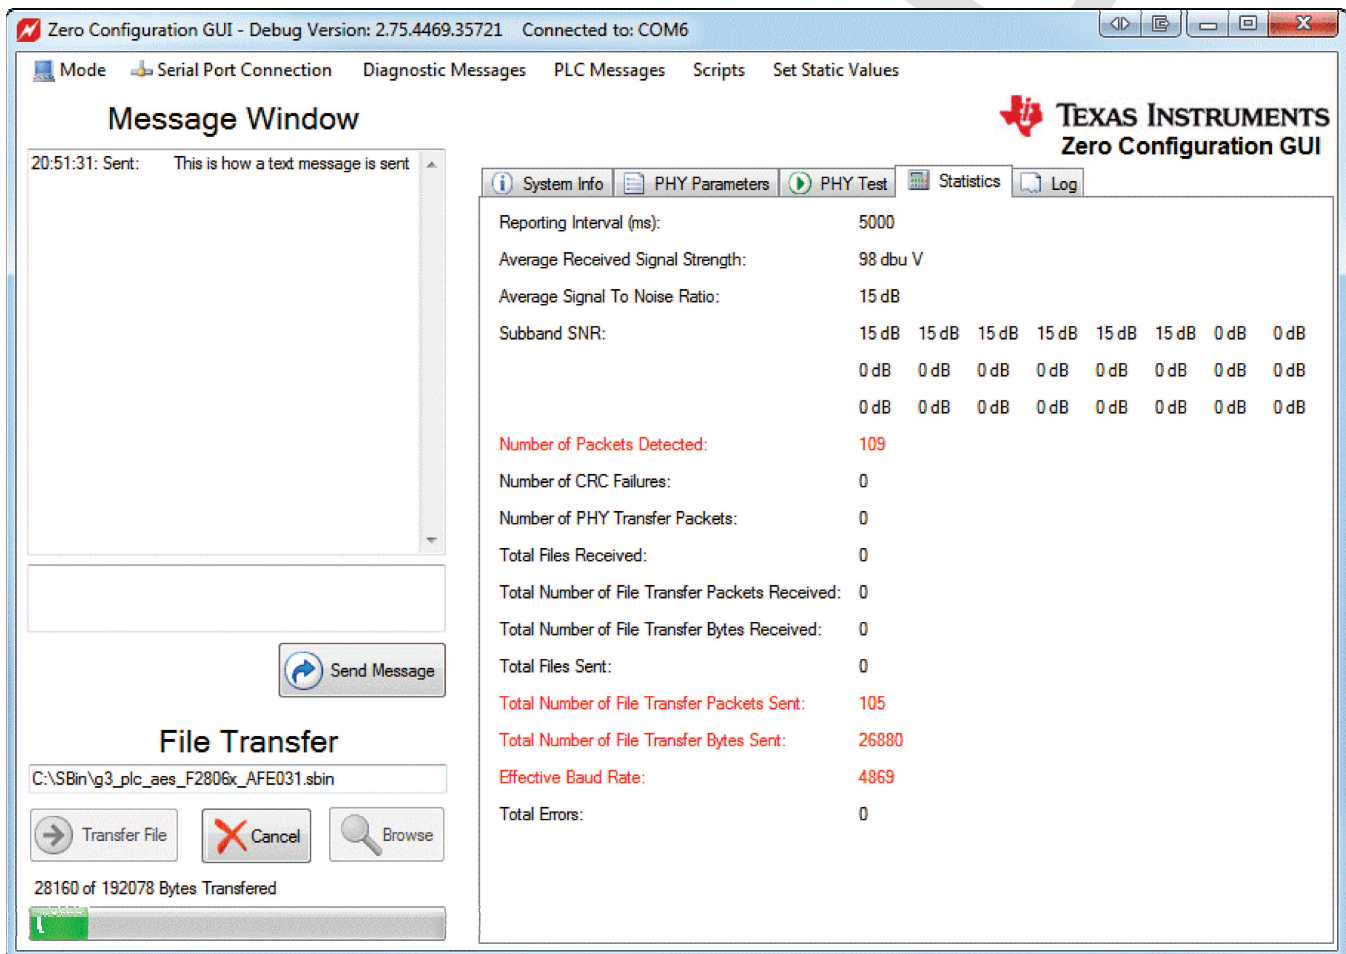 Zero Configuration GUI - Debug Version: 2.75.4469.35721 Connected to: COM6
Mode Serial Port Connection Diagnostic Messages PLC Messages Scripts Set Static Values
Message Window
20:51:31: Sent: This is how a text message is sent
Send Message
File Transfer
C:\SBin\g3_plc_aes_F2806x_AFE031.sbin
Transfer File Cancel Browse
28160 of 192078 Bytes Transfered
TEXAS INSTRUMENTS
Zero Configuration GUI
System Info PHY Parameters PHY Test Statistics Log
Reporting Interval (ms): 5000
Average Received Signal Strength: 98 dbu V
Average Signal To Noise Ratio: 15 dB
Subband SNR: 15 dB 15 dB 15 dB 15 dB 15 dB 15 dB 0 dB 0 dB
0 dB 0 dB 0 dB 0 dB 0 dB 0 dB 0 dB 0 dB
0 dB 0 dB 0 dB 0 dB 0 dB 0 dB 0 dB 0 dB
Number of Packets Detected: 109
Number of CRC Failures: 0
Number of PHY Transfer Packets: 0
Total Files Received: 0
Total Number of File Transfer Packets Received: 0
Total Number of File Transfer Bytes Received: 0
Total Files Sent: 0
Total Number of File Transfer Packets Sent: 105
Total Number of File Transfer Bytes Sent: 26880
Effective Baud Rate: 4869
Total Errors: 0